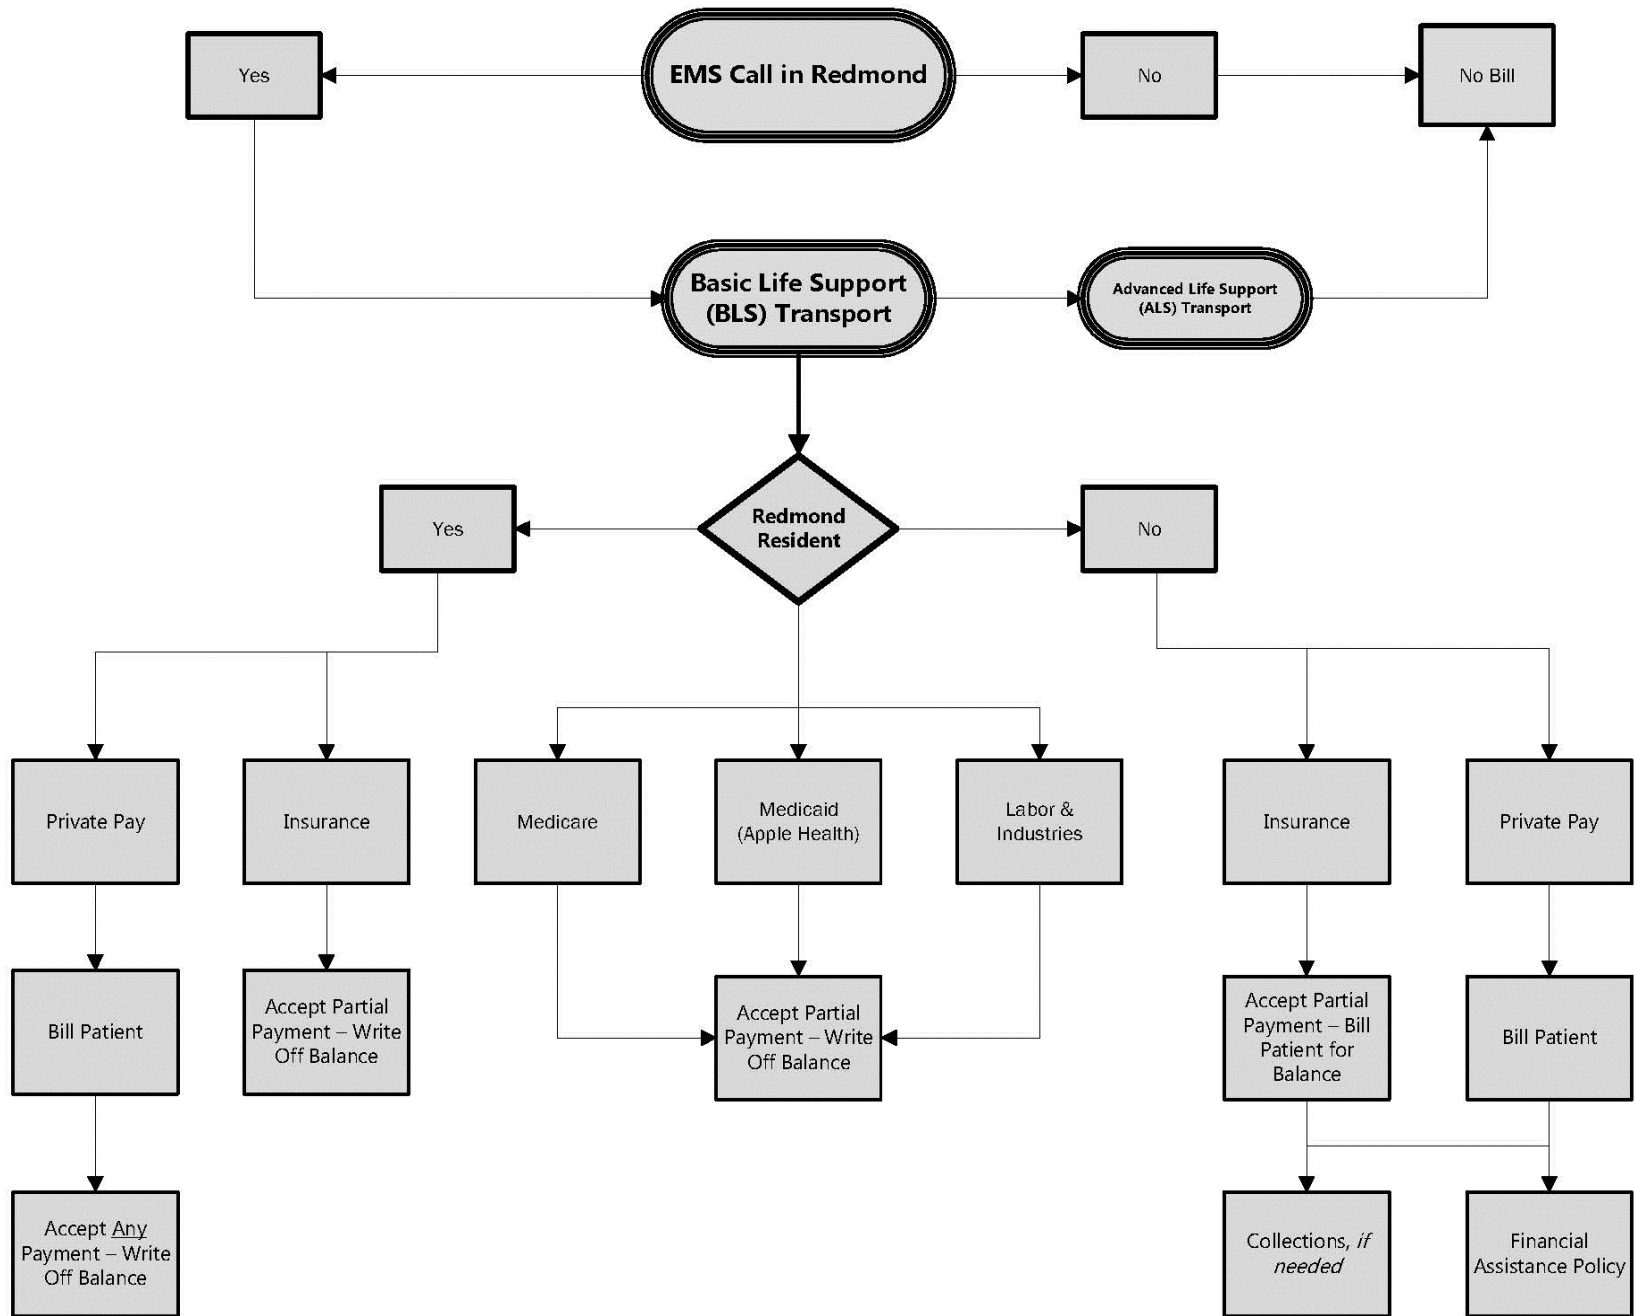 Yes
EMS Call in Redmond
No
No Bill
Basic Life Support
(BLS) Transport
Advanced Life Support
(ALS) Transport
Yes
Redmond
Resident
No
Private Pay
Insurance
Medicare
Medicaid
(Apple Health)
Labor &
Industries
Insurance
Private Pay
Bill Patient
Accept Partial
Payment – Write
Off Balance
Accept Partial
Payment – Write
Off Balance
Accept Partial
Payment – Bill
Patient for
Balance
Bill Patient
Accept Any
Payment – Write
Off Balance
Collections, if
needed
Financial
Assistance Policy